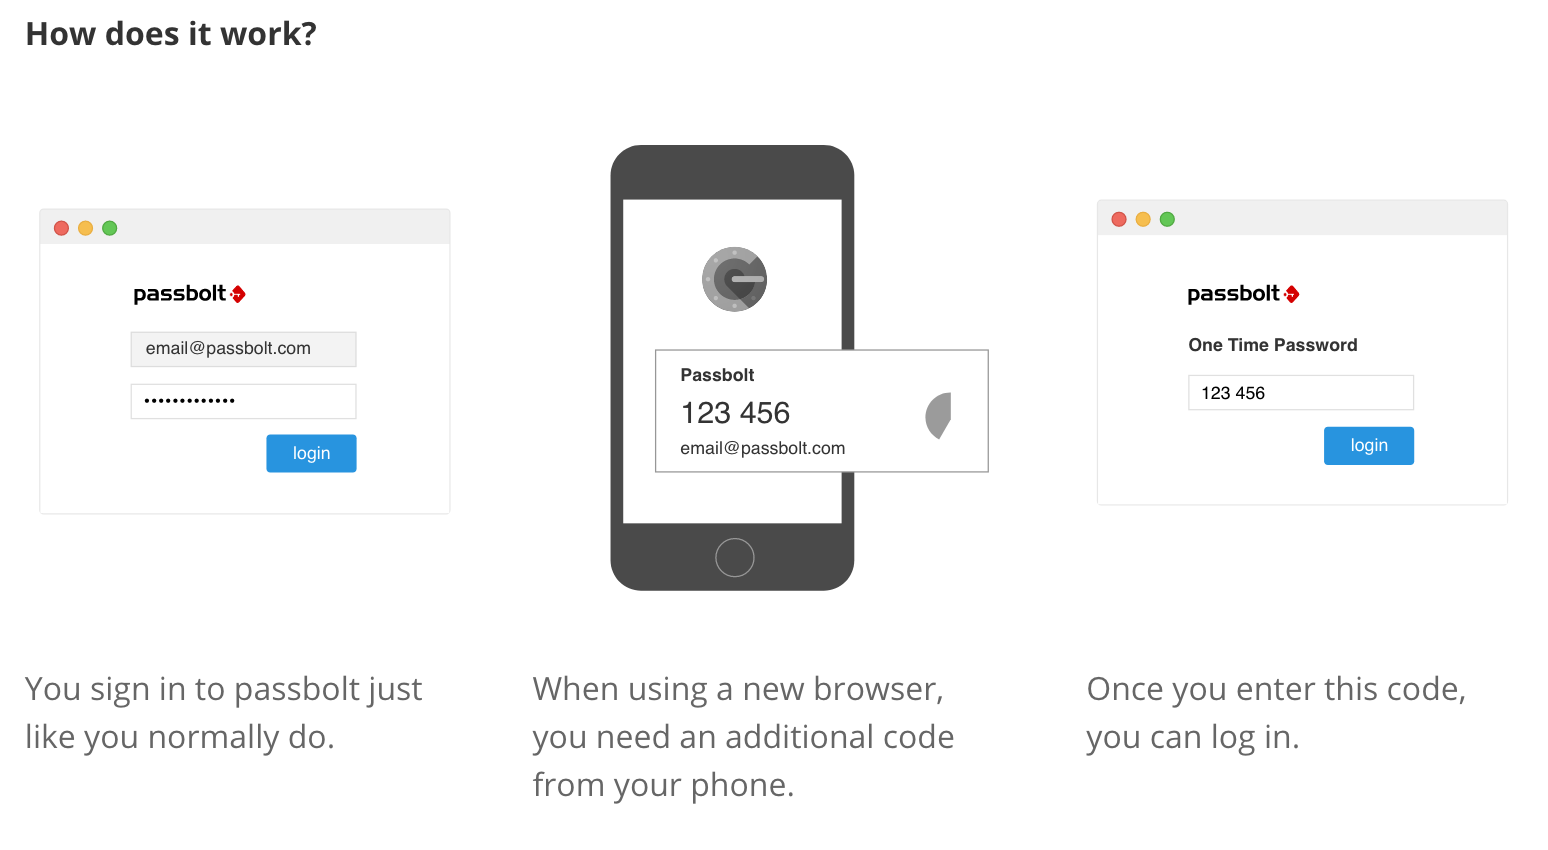 How does it work?
passbolt
email@passbolt.com
•••••••••••••
login
You sign in to passbolt just
like you normally do.
Passbolt
123 456
email@passbolt.com
When using a new browser,
you need an additional code
from your phone.
passbolt
One Time Password
123 456
login
Once you enter this code,
you can log in.